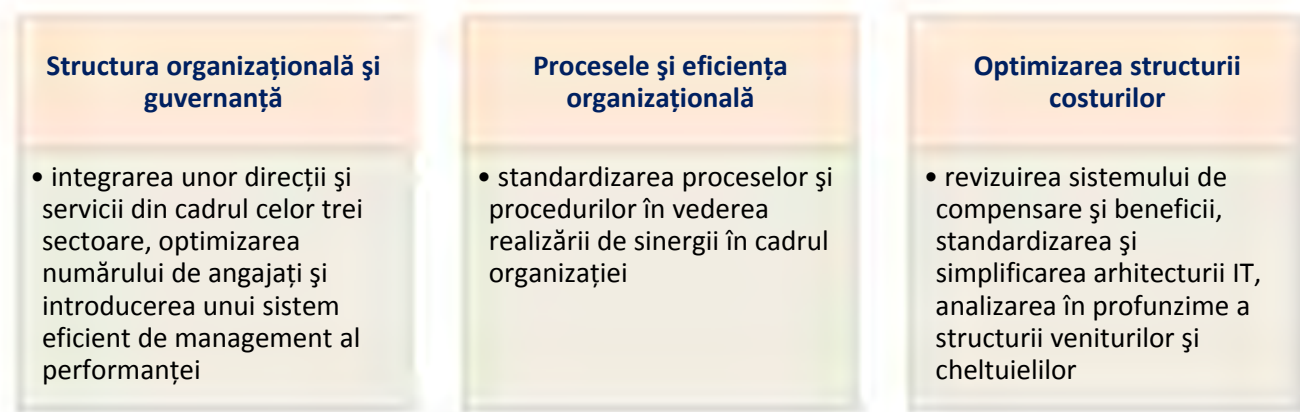 Structura organizațională şi
guvernanță
• integrarea unor direcții şi
servicii din cadrul celor trei
sectoare, optimizarea
numărului de angajați şi
introducerea unui sistem
eficient de management al
performanței
Procesele şi eficiența
organizațională
• standardizarea proceselor şi
procedurilor în vederea
realizării de sinergii în cadrul
organizației
Optimizarea structurii
costurilor
• revizuirea sistemului de
compensare şi beneficii,
standardizarea şi
simplificarea arhitecturii IT,
analizarea în profunzime a
structurii veniturilor şi
cheltuielilor